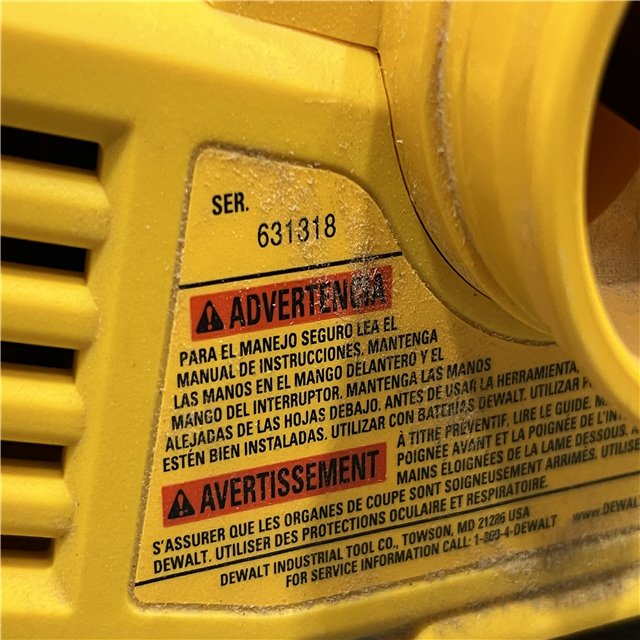 SER.
631318
ADVERTENCIA
PARA EL MANEJO SEGURO LEA EL
MANUAL DE INSTRUCCIONES. MANTENGA
LAS MANOS EN EL MANGO DELANTERO Y EL
MANGO DEL INTERRUPTOR. MANTENGA LAS MANOS
ALEJADAS DE LAS HOJAS DEBAJO. ANTES DE USAR LA HERRAMIENTA,
ESTÉN BIEN INSTALADAS. UTILIZAR CON BATERÍAS DEWALT. UTILIZAR
AVERTISSEMENT
À TITRE PRÉVENTIF, LIRE LE GUIDE.
POIGNÉE AVANT ET LA POIGNÉE DE
MAINS ÉLOIGNÉES DE LA LAME DESSOUS.
S'ASSURER QUE LES ORGANES DE COUPE SONT SOIGNEUSEMENT ARRIMÉS.
DEWALT. UTILISER DES PROTECTIONS OCULAIRE ET RESPIRATOIRE.
DEWALT INDUSTRIAL TOOL CO., TOWSON, MD 21286 USA
FOR SERVICE INFORMATION CALL: 1-800-4-DEWALT www.DEWAL